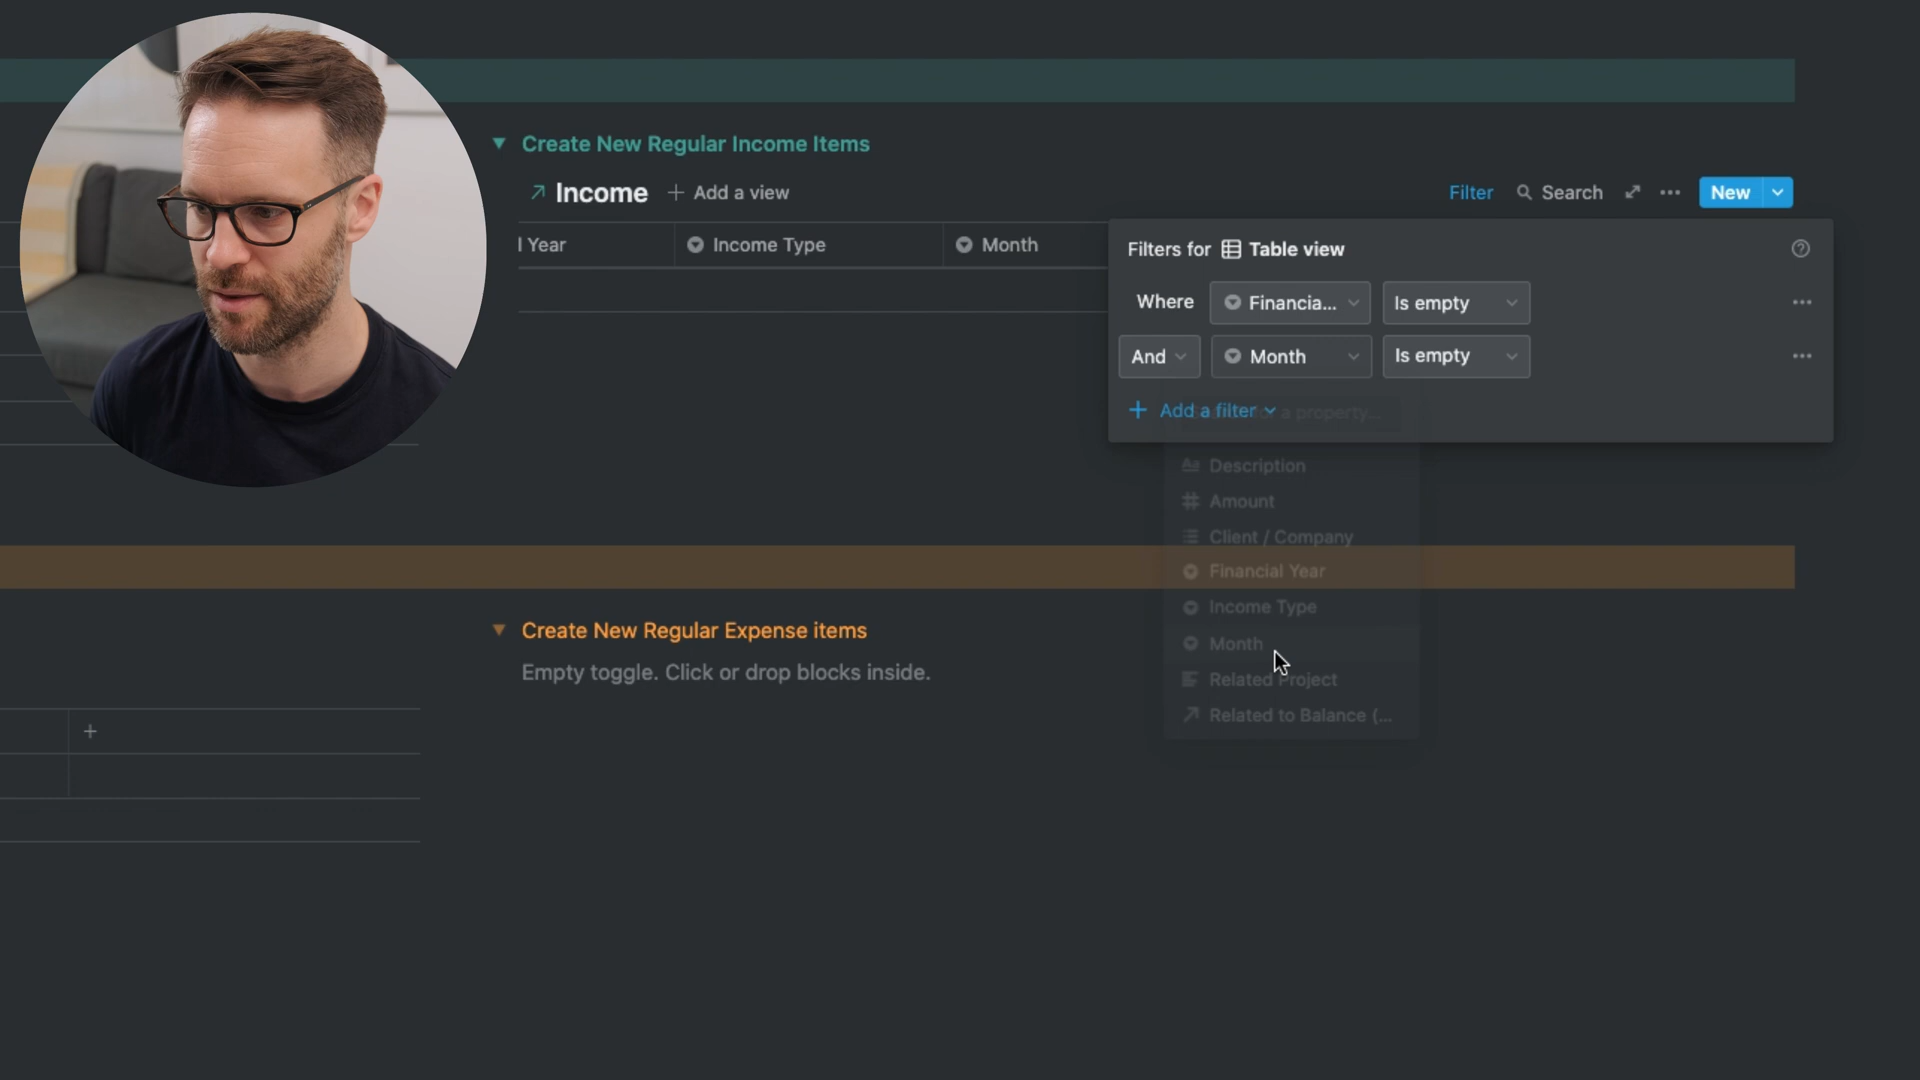 Create New Regular Income Items
Income + Add a view Filter Search ... New
l Year Income Type Month
Filters for Table view
Where Financia... Is empty
And Month Is empty
+ Add a filter a property...
Description
Amount
Client / Company
Financial Year
Income Type
Month
Related Project
Related to Balance (...
Create New Regular Expense items
Empty toggle. Click or drop blocks inside.
+